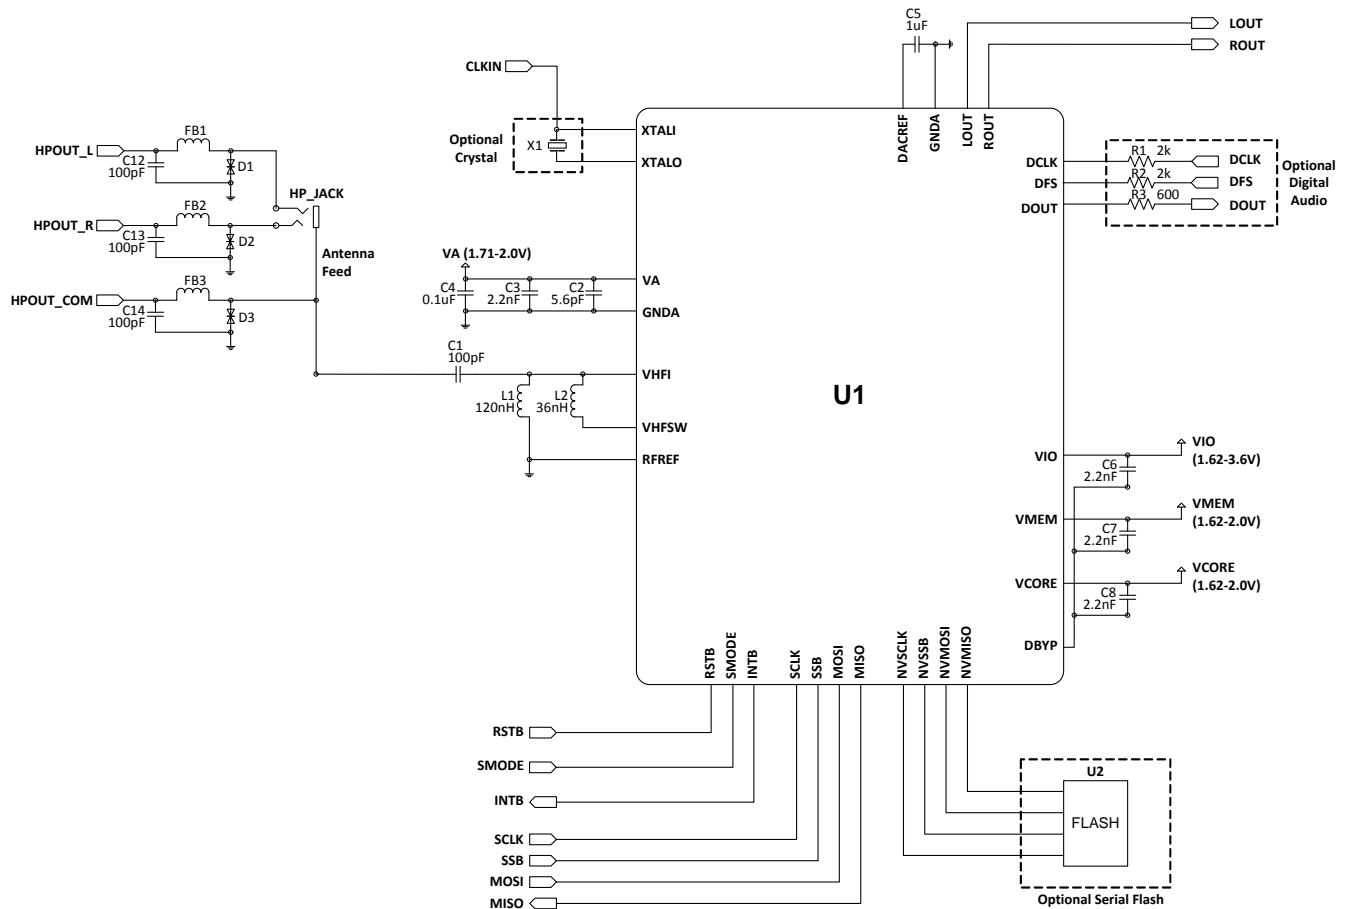 C5
1uF
LOUT
ROUT
CLKIN
Optional
Crystal
X1
XTALI
XTALO
DACREF
GNDA
LOUT
ROUT
FB1
HPOUT_L
C12
100pF
D1
HP_JACK
FB2
HPOUT_R
C13
100pF
D2
Antenna
Feed
FB3
HPOUT_COM
C14
100pF
D3
DCLK
R1 2k
DCLK
DFS
R2 2k
DFS
DOUT
R3 600
DOUT
Optional
Digital
Audio
VA (1.71-2.0V)
C4
0.1uF
C3
2.2nF
C2
5.6pF
VA
GNDA
C1
100pF
L1
120nH
L2
36nH
VHFI
VHFSW
RFREF
U1
VIO
C6
2.2nF
VIO
(1.62-3.6V)
VMEM
C7
2.2nF
VMEM
(1.62-2.0V)
VCORE
C8
2.2nF
VCORE
(1.62-2.0V)
DBYP
RSTB
SMODE
INTB
SCLK
SSB
MOSI
MISO
NVSCLK
NVSSB
NVMOSI
NVMISO
RSTB
SMODE
INTB
SCLK
SSB
MOSI
MISO
U2
FLASH
Optional Serial Flash